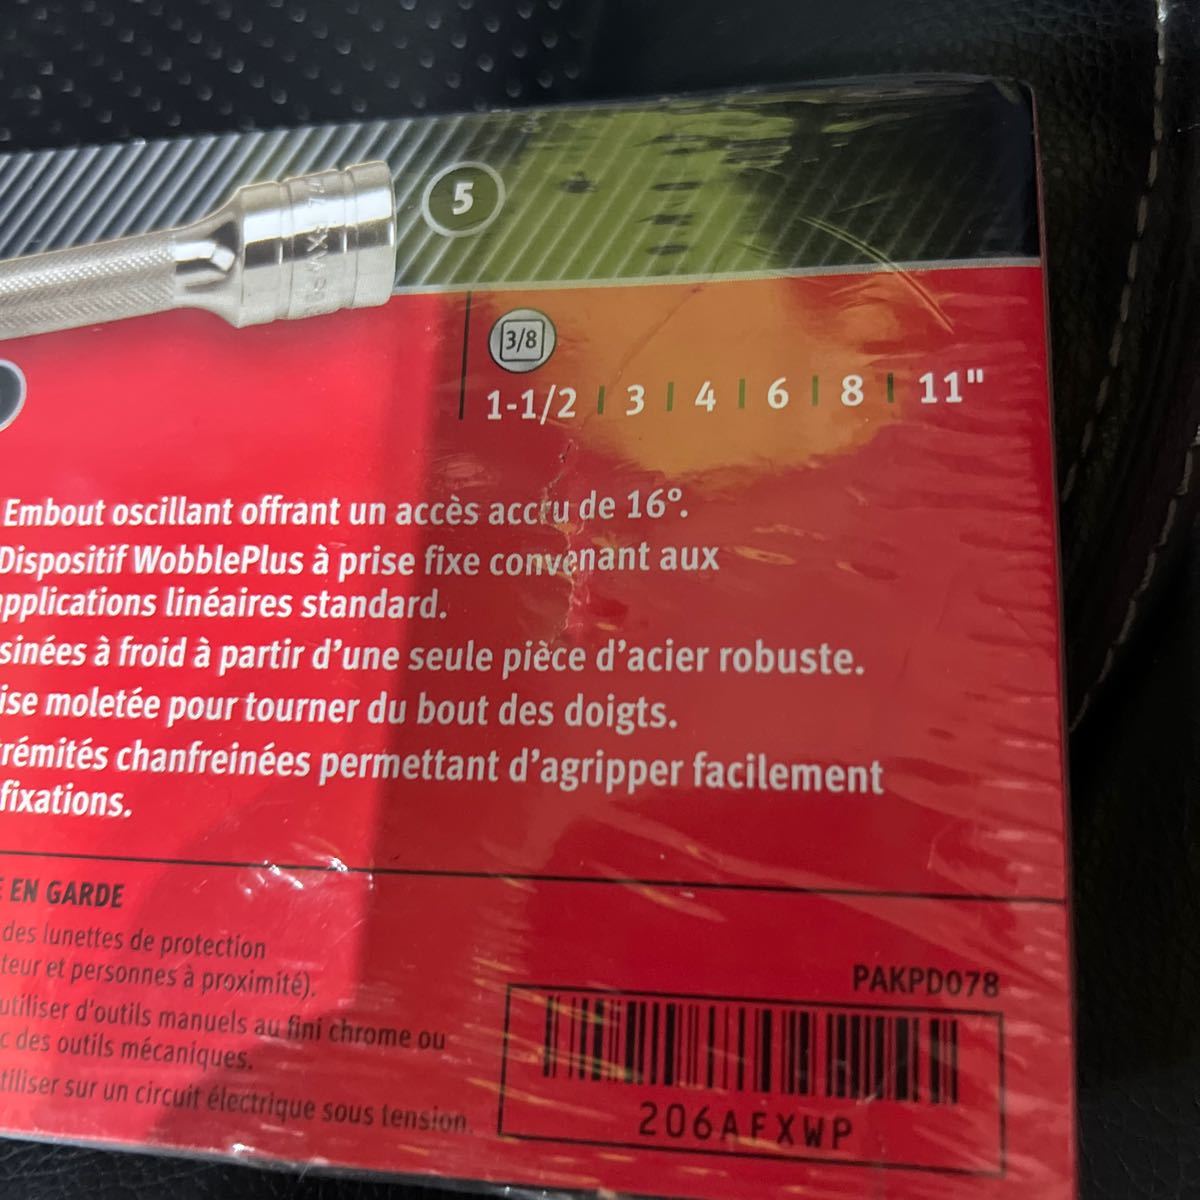 5
3/8
1-1/2 | 3 | 4 | 6 | 8 | 11"
Embout oscillant offrant un accès accru de 16°.
Dispositif WobblePlus à prise fixe convenant aux
applications linéaires standard.
sinées à froid à partir d'une seule pièce d'acier robuste.
ise moletée pour tourner du bout des doigts.
trémités chanfreinées permettant d'agripper facilement
fixations.
E EN GARDE
des lunettes de protection
teur et personnes à proximité).
utiliser d'outils manuels au fini chrome ou
c des outils mécaniques.
tiliser sur un circuit électrique sous tension.
PAKPD078
206AFXWP